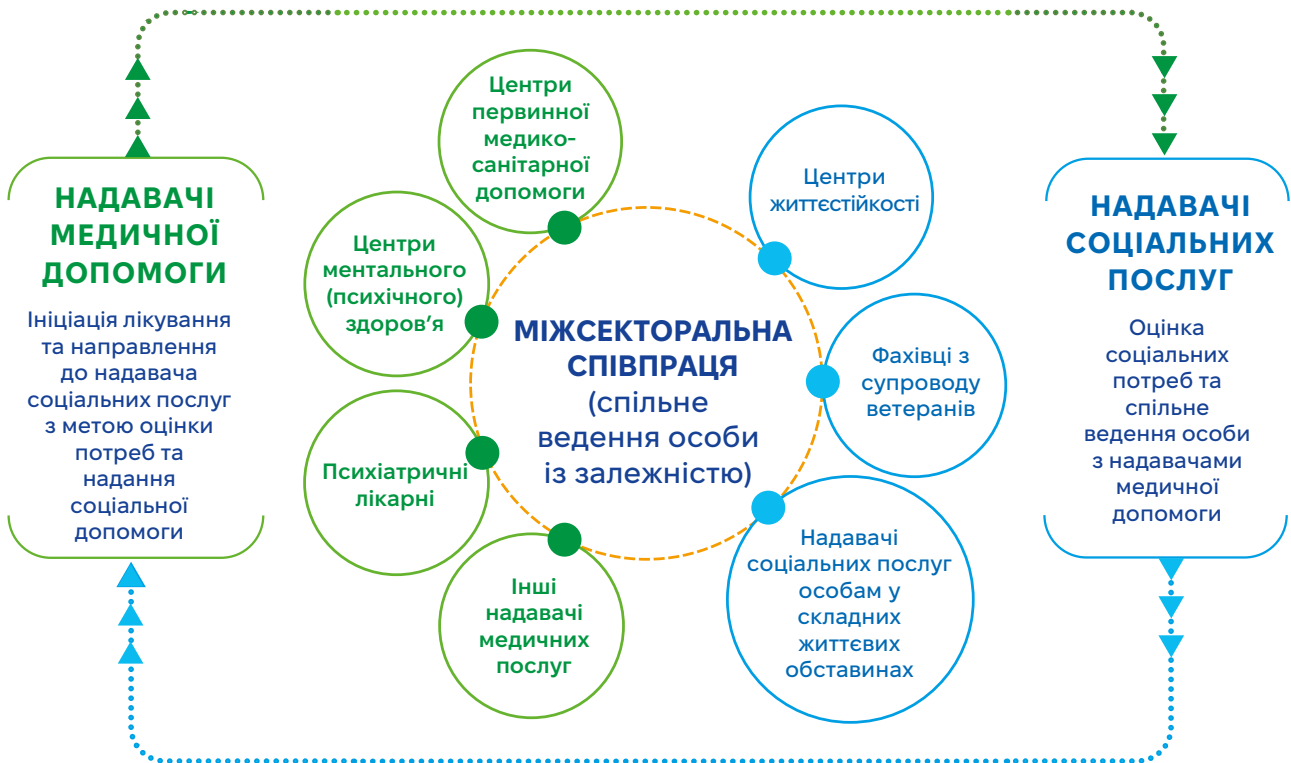 НАДАВАЧІ
МЕДИЧНОЇ
ДОПОМОГИ
Ініціація лікування
та направлення
до надавача
соціальних послуг
з метою оцінки
потреб та
надання
соціальної
допомоги
Центри
первинної
медико-
санітарної
допомоги
Центри
ментального
(психічного)
здоров’я
Психіатричні
лікарні
Інші
надавачі
медичних
послуг
МІЖСЕКТОРАЛЬНА
СПІВПРАЦЯ
(спільне
ведення особи
із залежністю)
Центри
життєстійкості
Фахівці з
супроводу
ветеранів
Надавачі
соціальних послуг
особам у
складних
життєвих
обставинах
НАДАВАЧІ
СОЦІАЛЬНИХ
ПОСЛУГ
Оцінка
соціальних
потреб та
спільне
ведення особи
з надавачами
медичної
допомоги